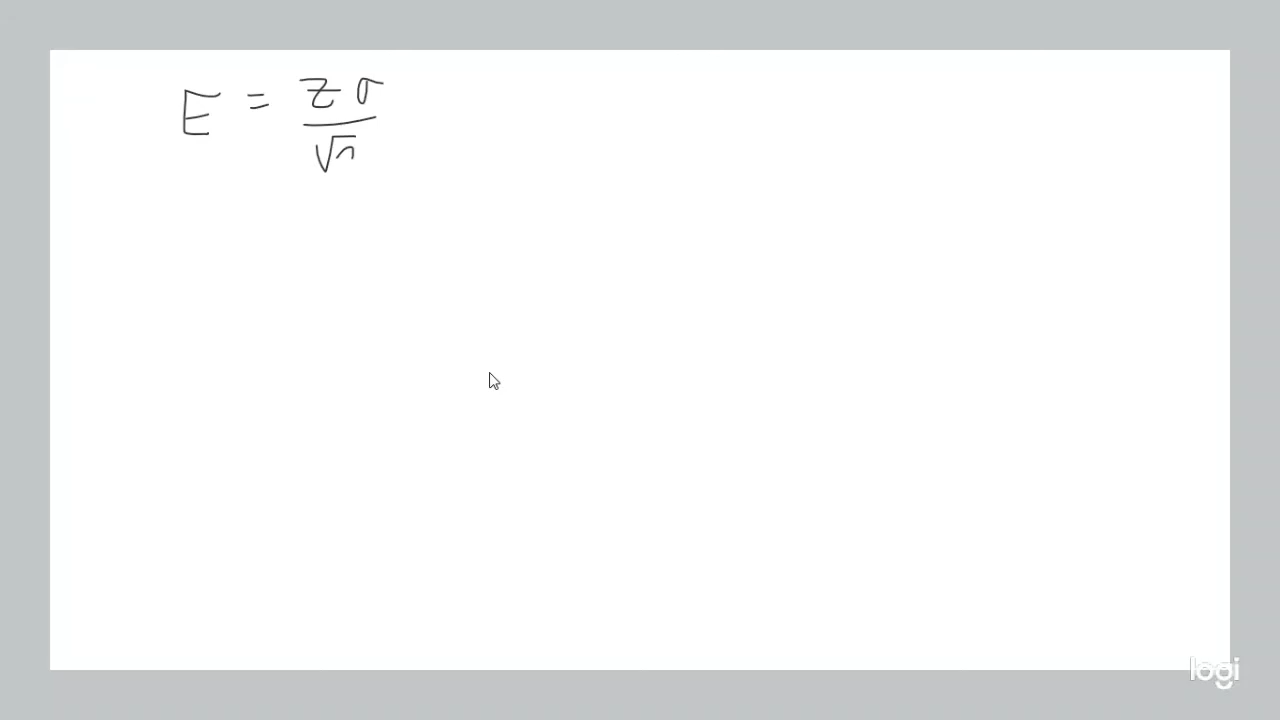 E = zσ/√n
logi